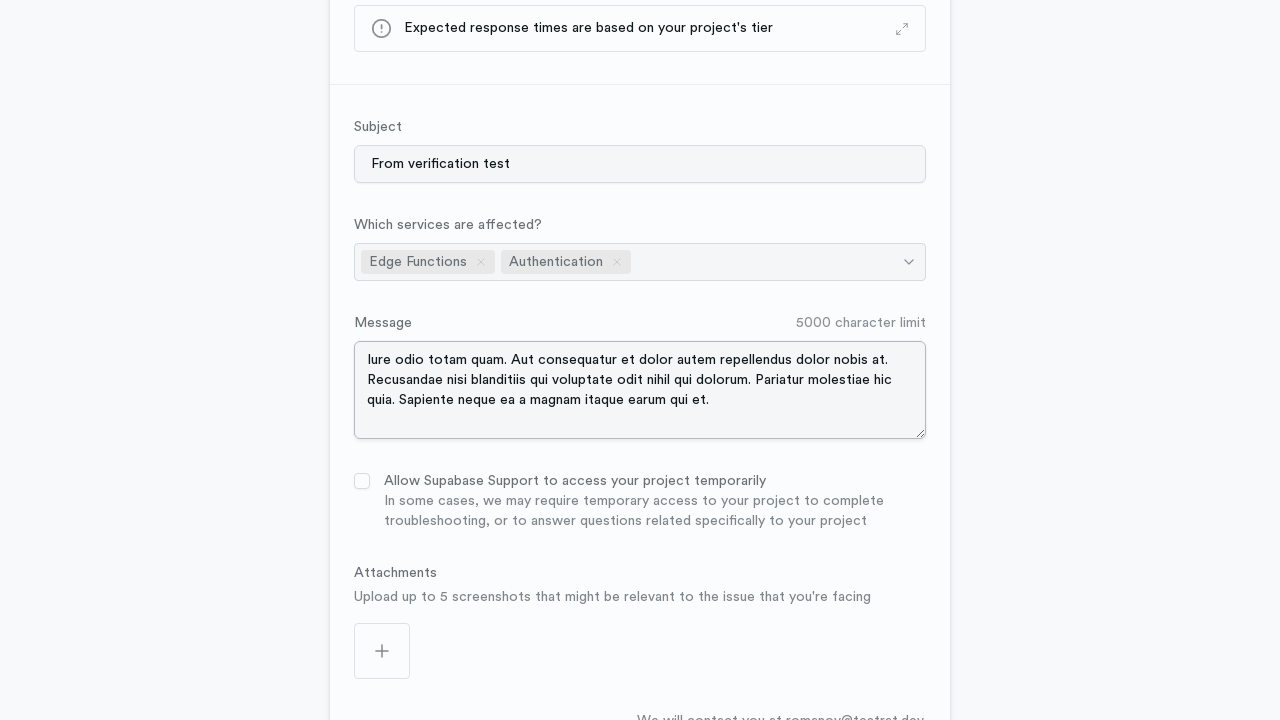 Expected response times are based on your project's tier
Subject
From verification test
Which services are affected?
Edge Functions Authentication
Message 5000 character limit
Iure odio totam quam. Aut consequatur et dolor autem repellendus dolor nobis at.
Recusandae nisi blanditiis qui voluptate odit nihil qui dolorum. Pariatur molestiae hic
quia. Sapiente neque ea a magnam itaque earum qui et.
Allow Supabase Support to access your project temporarily
In some cases, we may require temporary access to your project to complete
troubleshooting, or to answer questions related specifically to your project
Attachments
Upload up to 5 screenshots that might be relevant to the issue that you're facing
We will contact you at